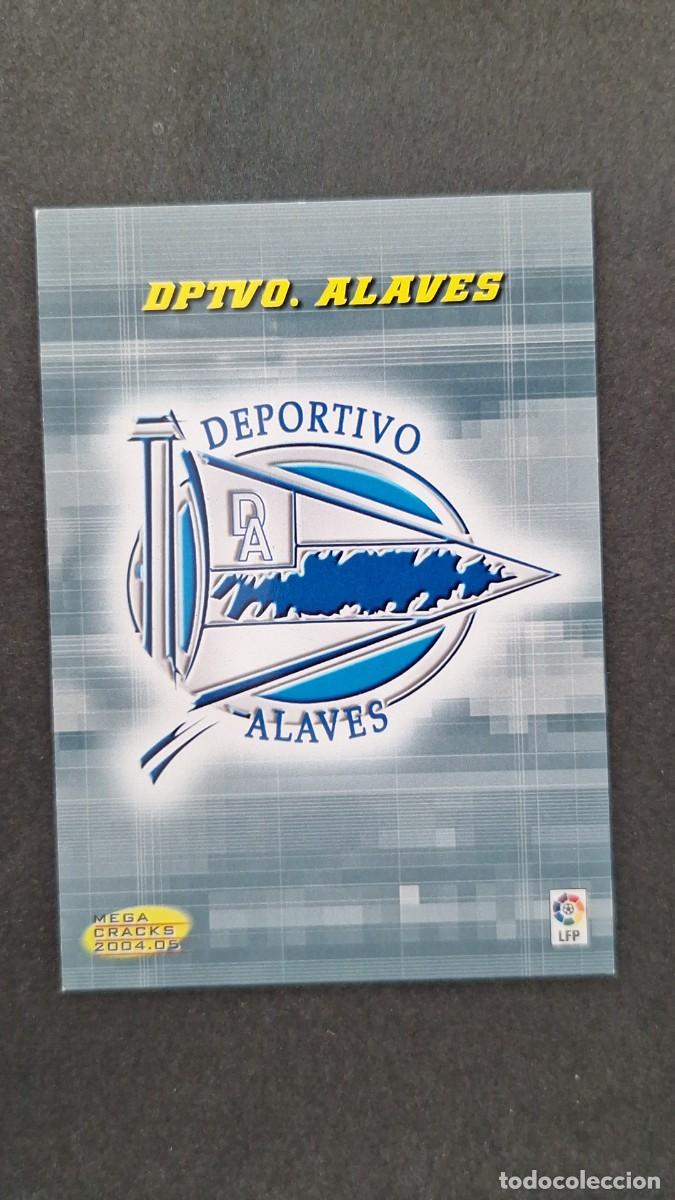 DPTVO. ALAVES
DEPORTIVO
DA
ALAVES
MEGA
CRACKS
2004.05
LFP
todocoleccion